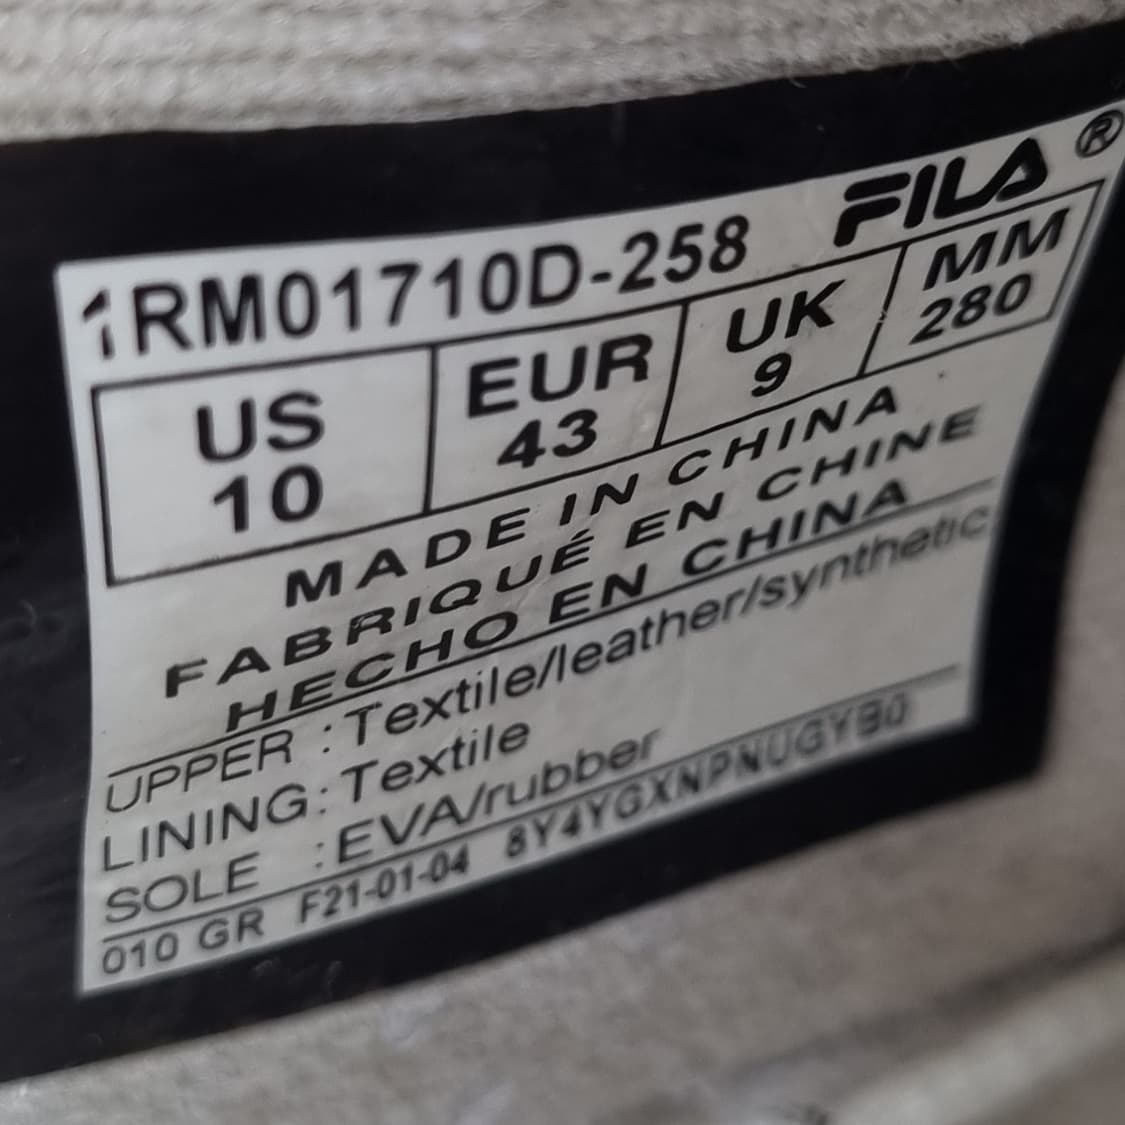 FILA ®
1RM01710D-258
US EUR UK MM
10 43 9 280
MADE IN CHINA
FABRIQUÉ EN CHINE
HECHO EN CHINA
UPPER :Textile/leather/synthetic
LINING:Textile
SOLE :EVA/rubber
010 GR F21-01-04 8Y4YGXNPNUGYB0